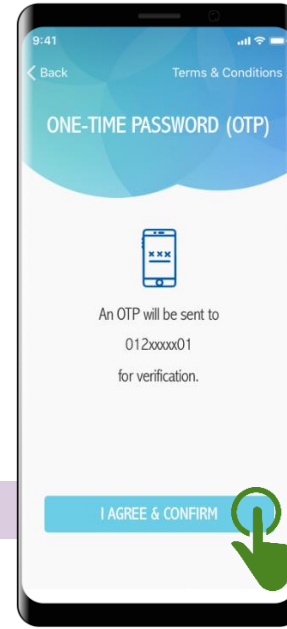 9:41
Back Terms & Conditions
ONE-TIME PASSWORD (OTP)
xxx
An OTP will be sent to
012xxxxx01
for verification.
I AGREE & CONFIRM